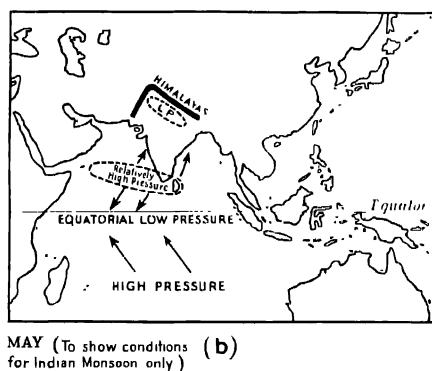 HIMALAYAS
L P
Relatively
High Pressure
Equator
EQUATORIAL LOW PRESSURE
HIGH PRESSURE
MAY (To show conditions (b)
for Indian Monsoon only)